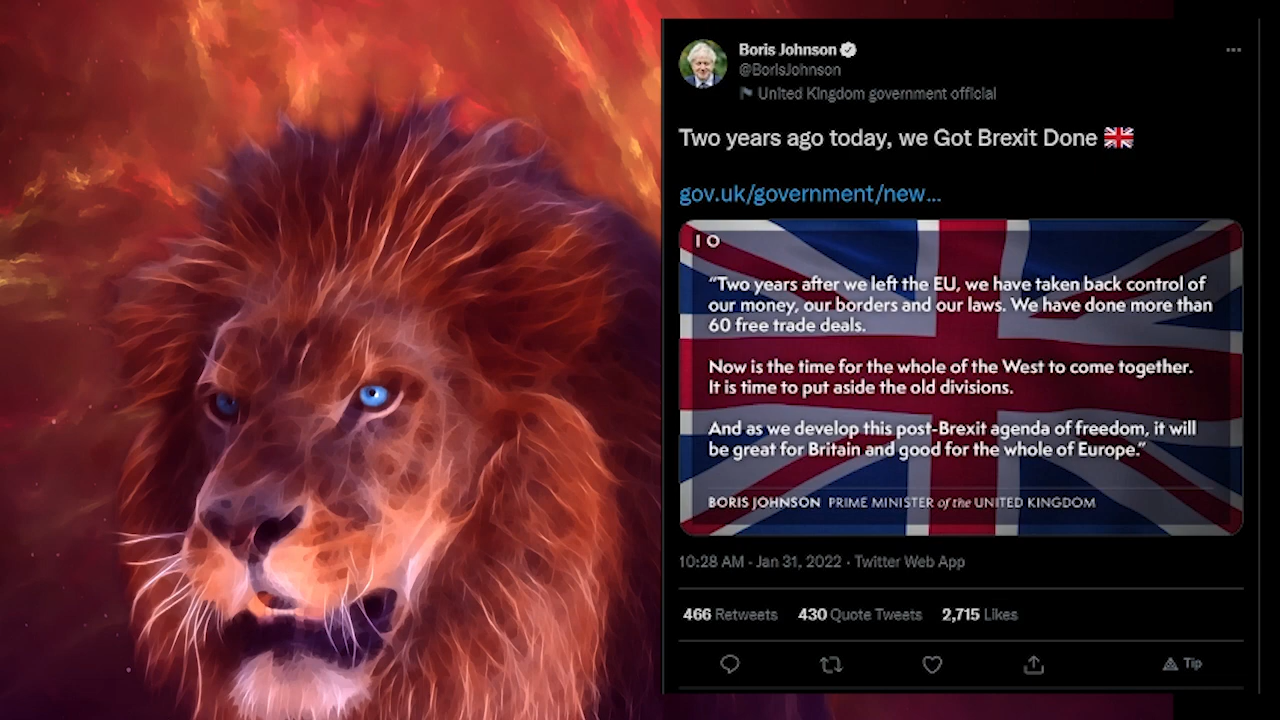 Boris Johnson
@BorisJohnson
United Kingdom government official
Two years ago today, we Got Brexit Done
gov.uk/government/new...
10
“Two years after we left the EU, we have taken back control of
our money, our borders and our laws. We have done more than
60 free trade deals.
Now is the time for the whole of the West to come together.
It is time to put aside the old divisions.
And as we develop this post-Brexit agenda of freedom, it will
be great for Britain and good for the whole of Europe.”
BORIS JOHNSON PRIME MINISTER of the UNITED KINGDOM
10:28 AM · Jan 31, 2022 · Twitter Web App
466 Retweets 430 Quote Tweets 2,715 Likes
Tip